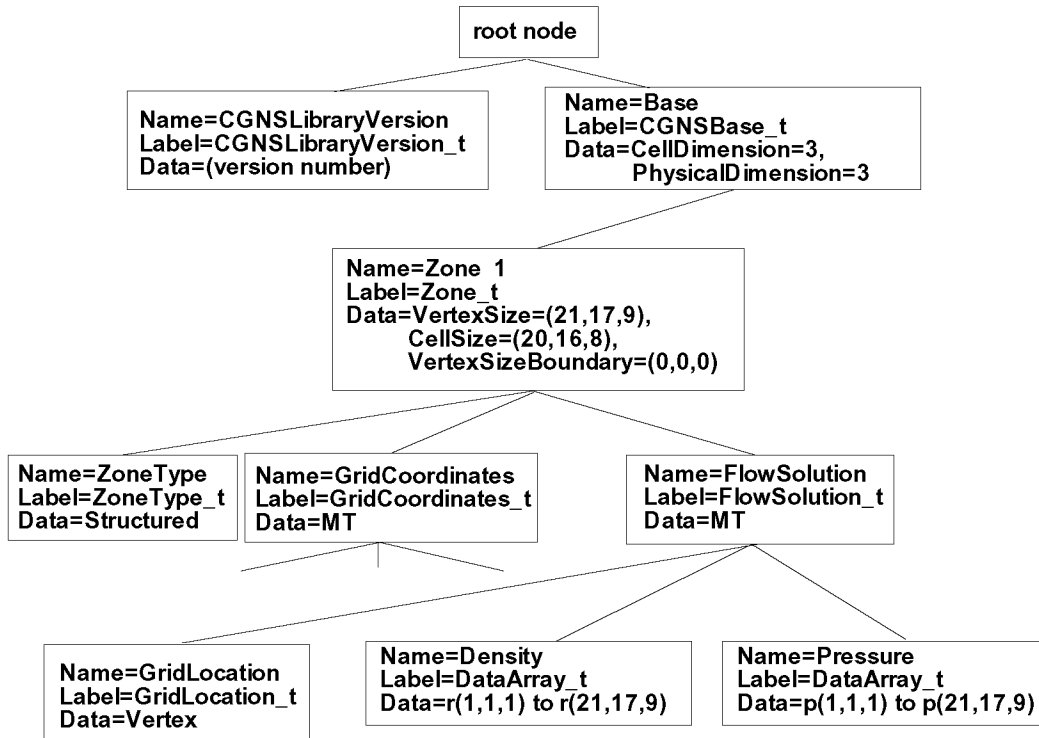 root node
Name=CGNSLibraryVersion
Label=CGNSLibraryVersion_t
Data=(version number)
Name=Base
Label=CGNSBase_t
Data=CellDimension=3,
PhysicalDimension=3
Name=Zone 1
Label=Zone_t
Data=VertexSize=(21,17,9),
CellSize=(20,16,8),
VertexSizeBoundary=(0,0,0)
Name=ZoneType
Label=ZoneType_t
Data=Structured
Name=GridCoordinates
Label=GridCoordinates_t
Data=MT
Name=FlowSolution
Label=FlowSolution_t
Data=MT
Name=GridLocation
Label=GridLocation_t
Data=Vertex
Name=Density
Label=DataArray_t
Data=r(1,1,1) to r(21,17,9)
Name=Pressure
Label=DataArray_t
Data=p(1,1,1) to p(21,17,9)